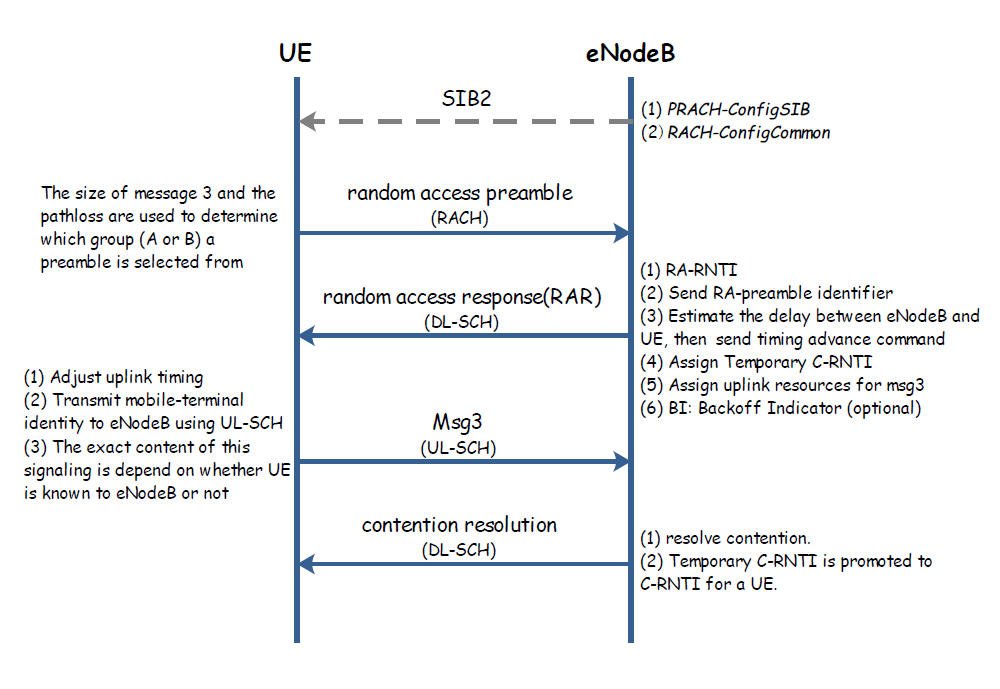 UE
eNodeB
SIB2
(1) PRACH-ConfigSIB
(2) RACH-ConfigCommon
The size of message 3 and the
pathloss are used to determine
which group (A or B) a
preamble is selected from
random access preamble
(RACH)
random access response(RAR)
(DL-SCH)
(1) RA-RNTI
(2) Send RA-preamble identifier
(3) Estimate the delay between eNodeB and
UE, then send timing advance command
(4) Assign Temporary C-RNTI
(5) Assign uplink resources for msg3
(6) BI: Backoff Indicator (optional)
(1) Adjust uplink timing
(2) Transmit mobile-terminal
identity to eNodeB using UL-SCH
(3) The exact content of this
signaling is depend on whether UE
is known to eNodeB or not
Msg3
(UL-SCH)
contention resolution
(DL-SCH)
(1) resolve contention.
(2) Temporary C-RNTI is promoted to
C-RNTI for a UE.